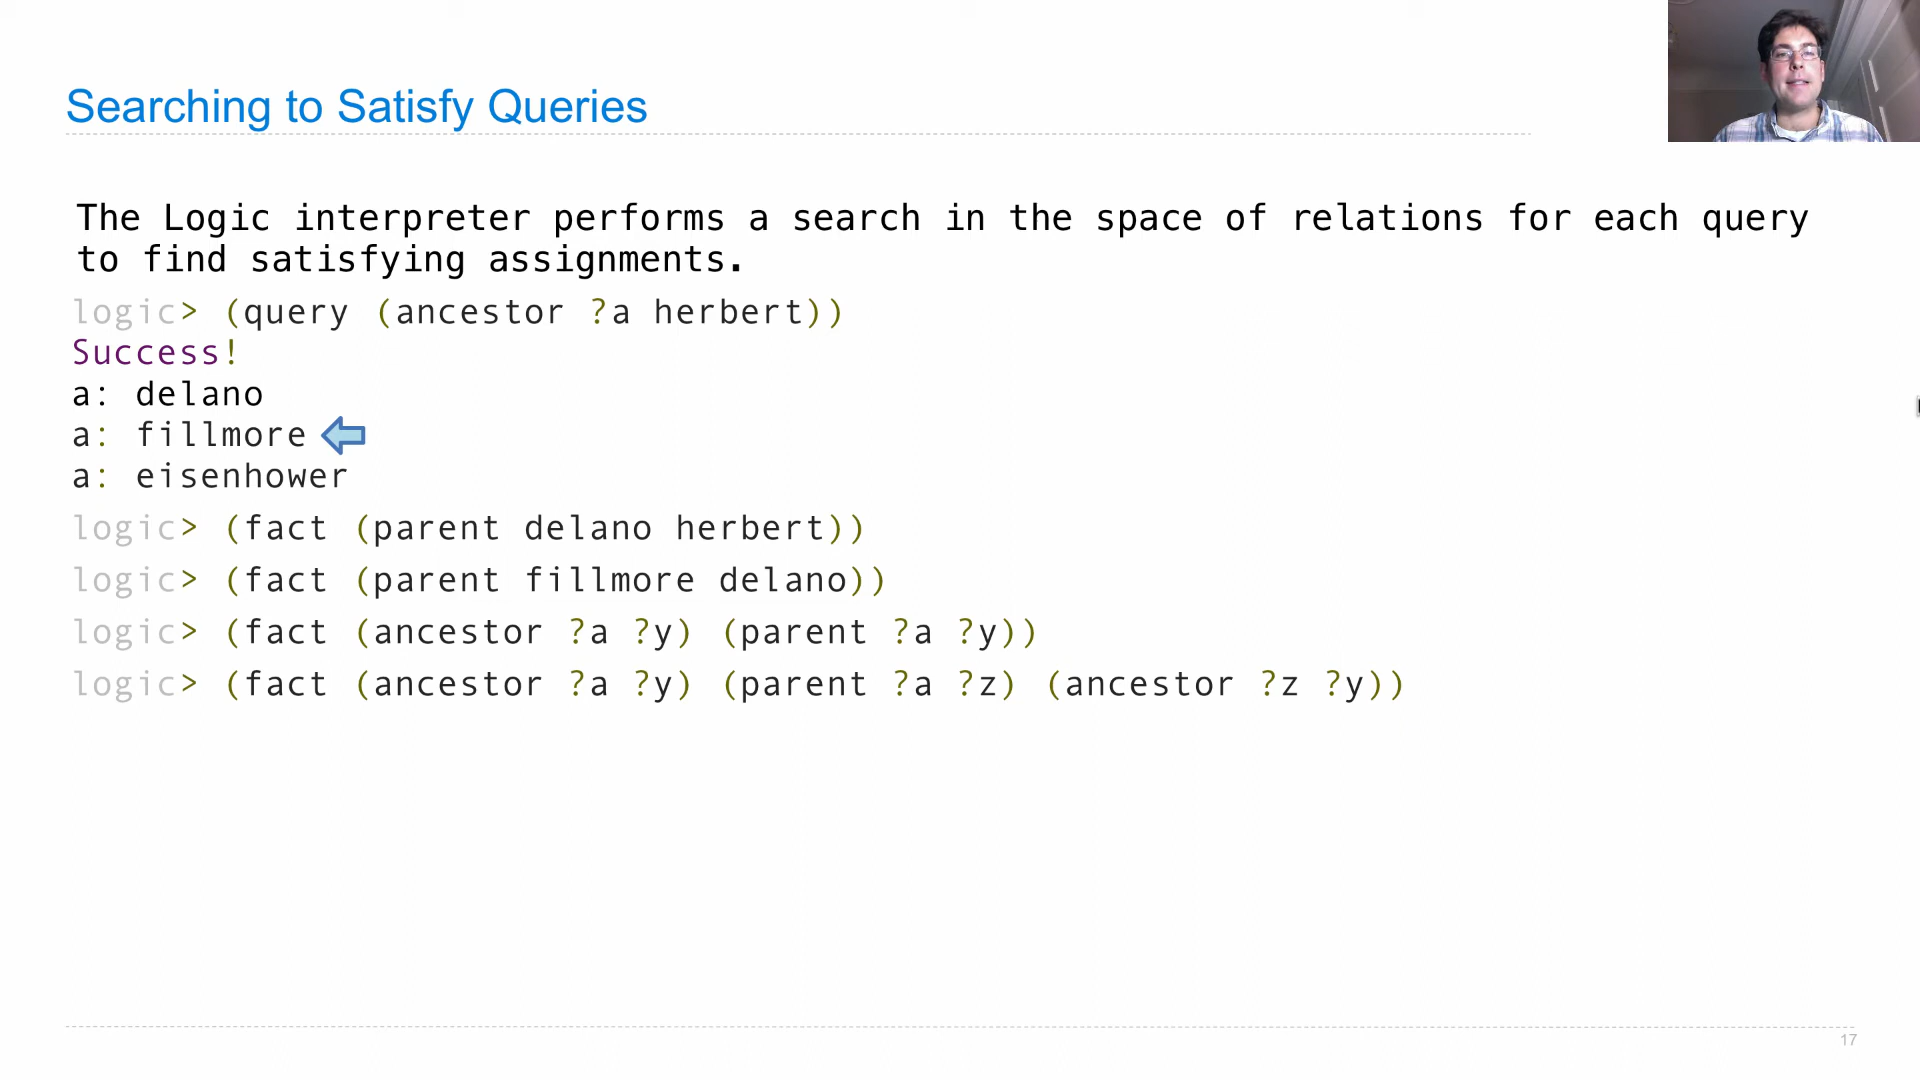 Searching to Satisfy Queries
The Logic interpreter performs a search in the space of relations for each query
to find satisfying assignments.
logic> (query (ancestor ?a herbert))
Success!
a: delano
a: fillmore
a: eisenhower
logic> (fact (parent delano herbert))
logic> (fact (parent fillmore delano))
logic> (fact (ancestor ?a ?y) (parent ?a ?y))
logic> (fact (ancestor ?a ?y) (parent ?a ?z) (ancestor ?z ?y))
17